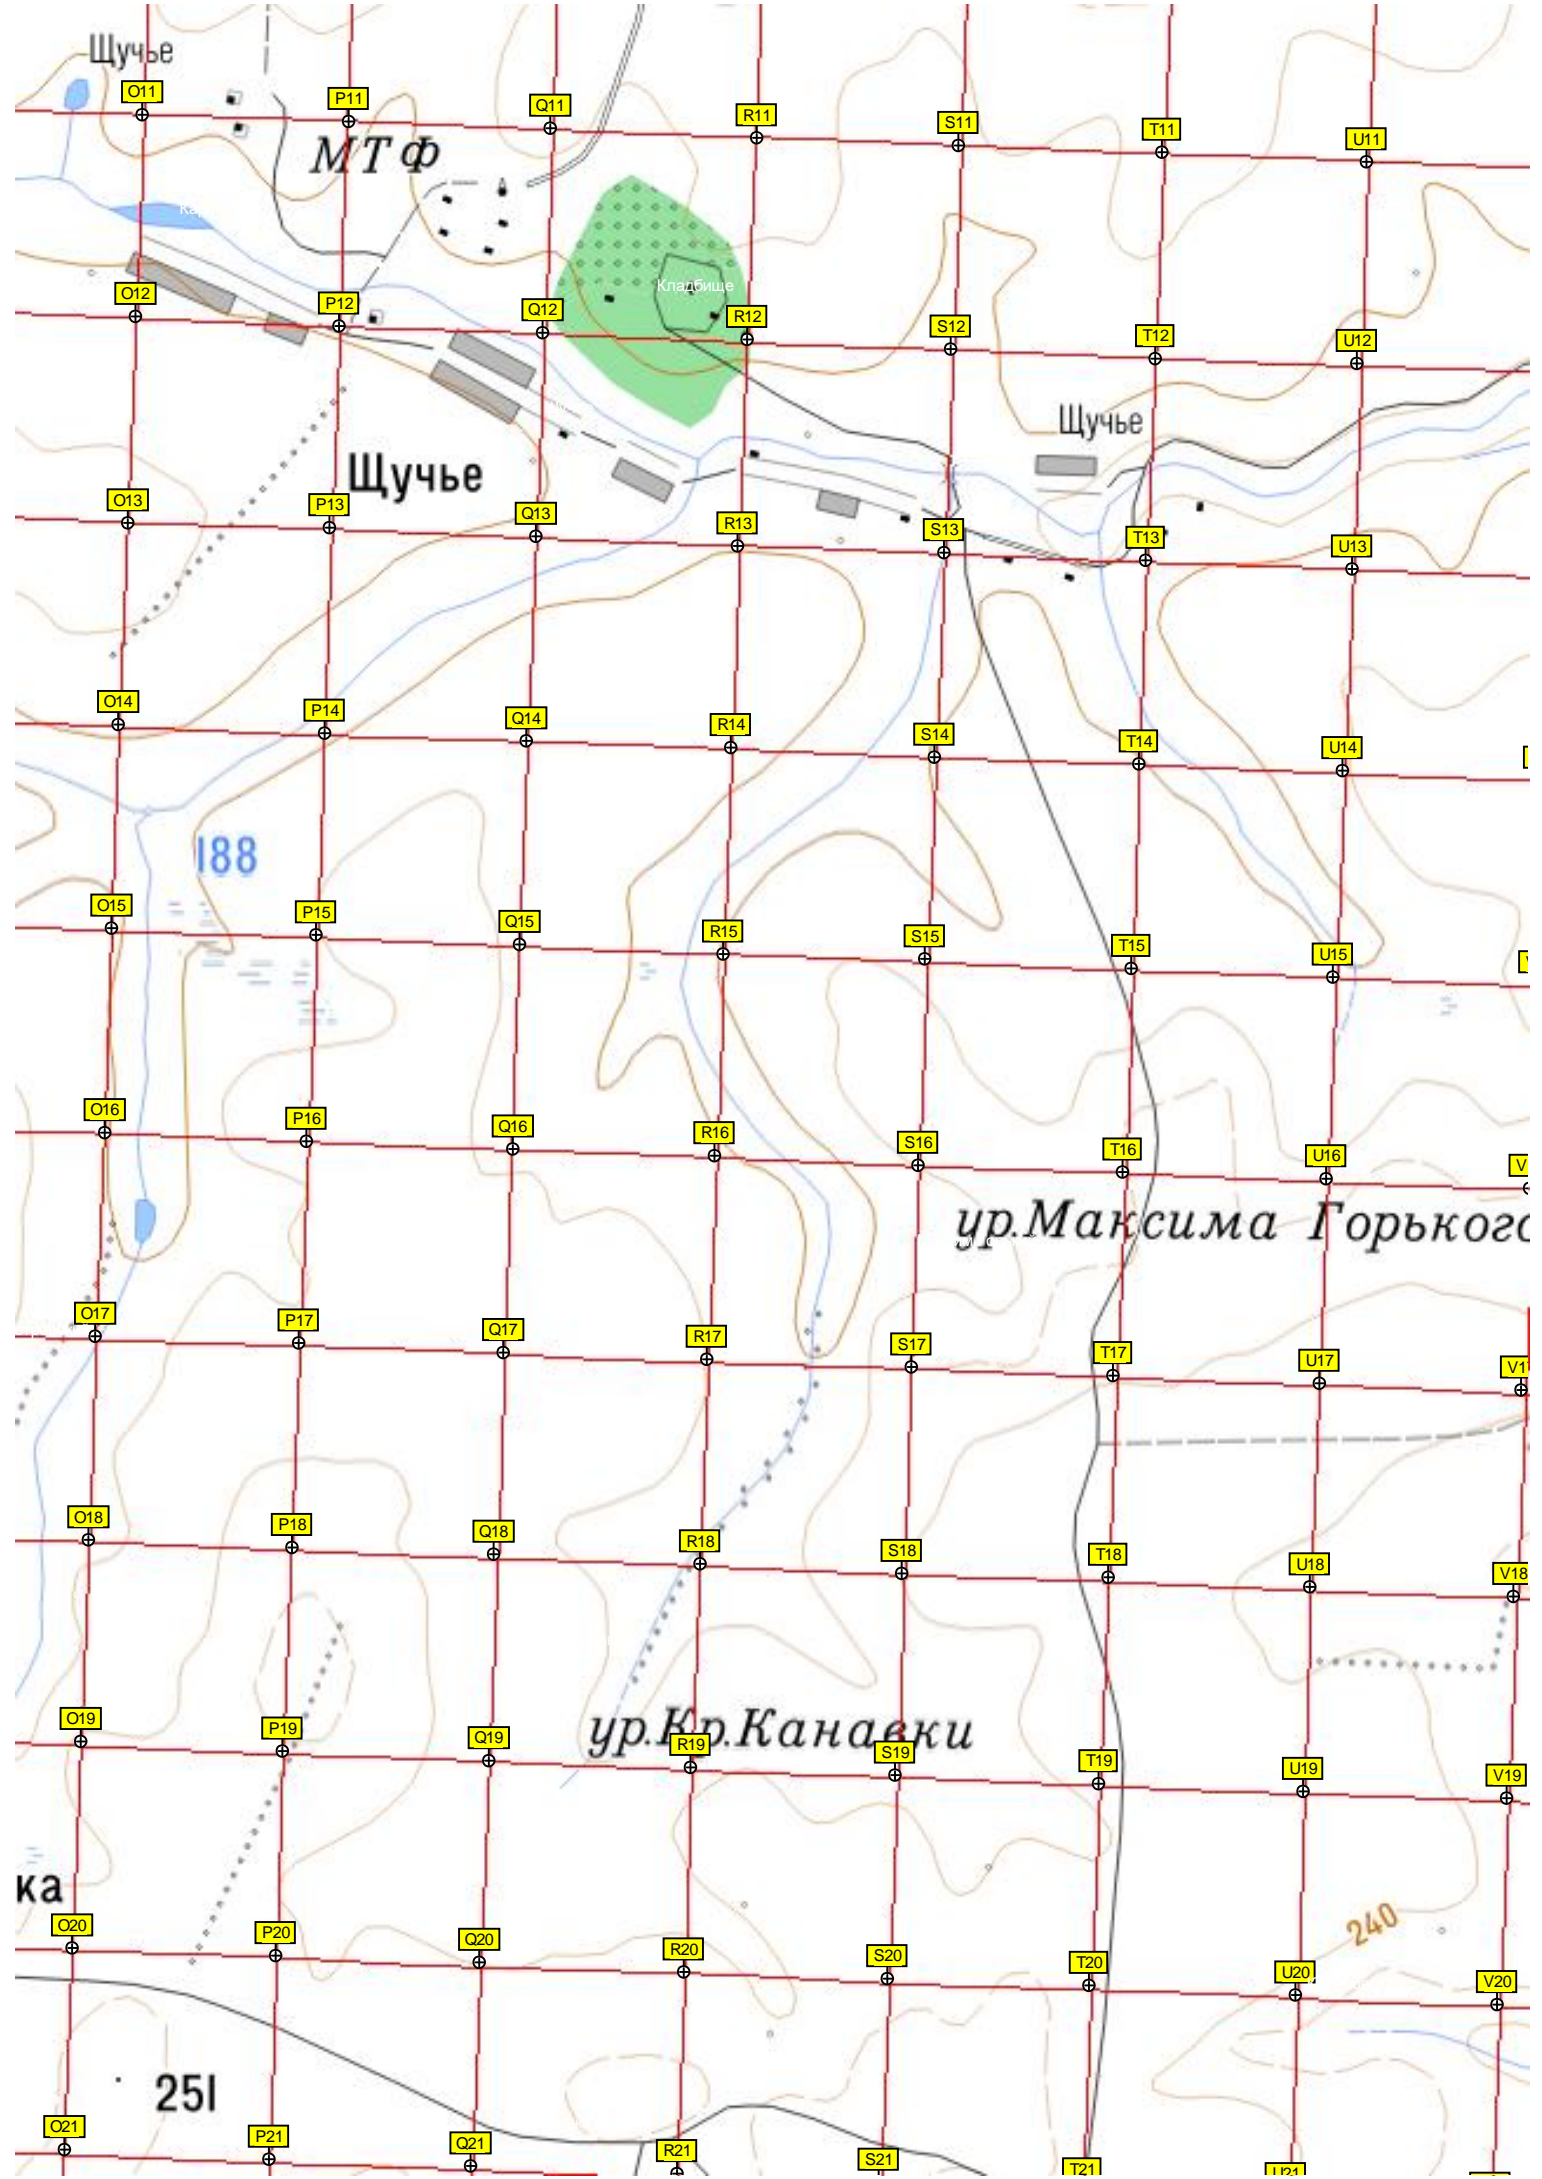 Щучье
O11 P11 Q11 R11 S11 T11 U11
МТФ
Кладбище
O12 P12 Q12 R12 S12 T12 U12
Щучье
Щучье
O13 P13 Q13 R13 S13 T13 U13
O14 P14 Q14 R14 S14 T14 U14
188
O15 P15 Q15 R15 S15 T15 U15
O16 P16 Q16 R16 S16 T16 U16 V
ур.Максима Горького
O17 P17 Q17 R17 S17 T17 U17 V17
O18 P18 Q18 R18 S18 T18 U18 V18
ур.Кр.Канавки
O19 P19 Q19 R19 S19 T19 U19 V19
ка
240
O20 P20 Q20 R20 S20 T20 U20 V20
251
O21 P21 Q21 R21 S21 T21 U21